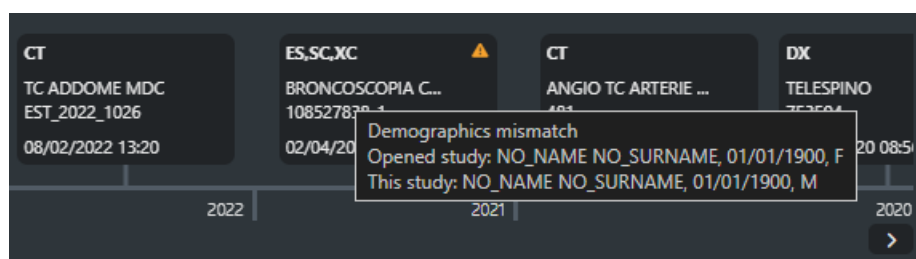 CT
TC ADDOME MDC
EST_2022_1026
08/02/2022 13:20
ES,SC,XC
BRONCOSCOPIA C...
02/04/20
CT
ANGIO TC ARTERIE ...
DX
TELESPINO
20 08:5
Demographics mismatch
Opened study: NO_NAME NO_SURNAME, 01/01/1900, F
This study: NO_NAME NO_SURNAME, 01/01/1900, M
2022
2021
2020